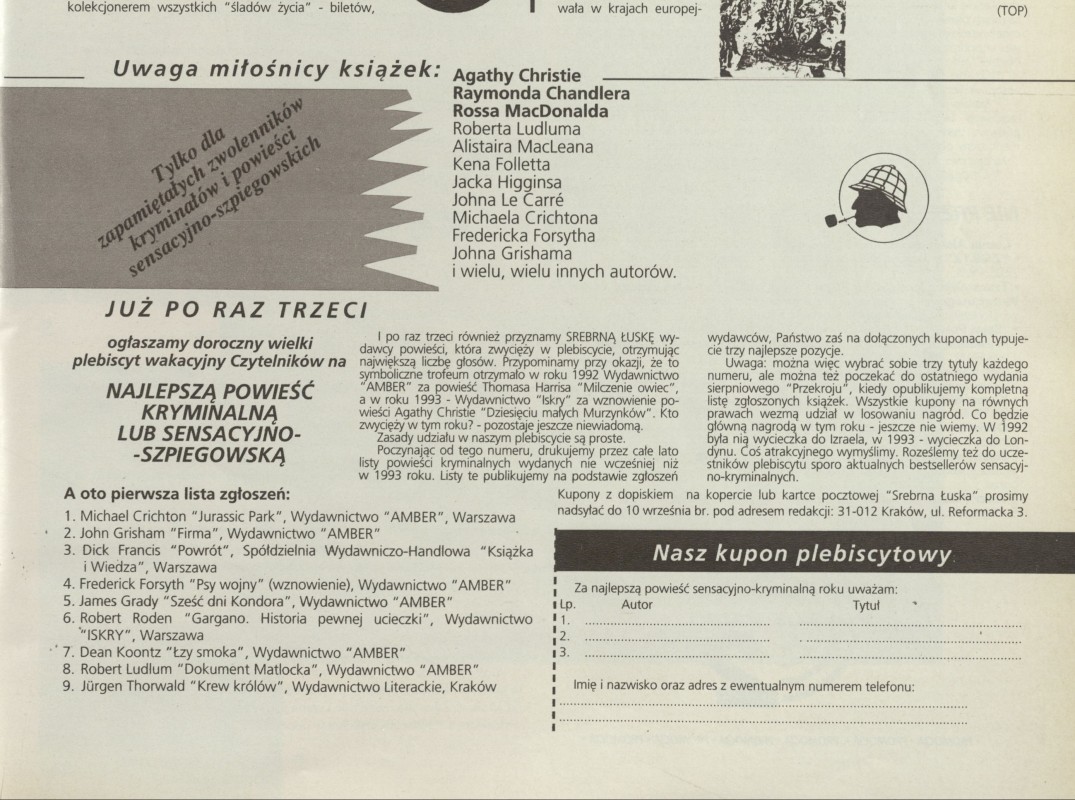 kolekcjonerem wszystkich "śladów życia" - biletów,
wała w krajach europej-
(TOP)
Uwaga miłośnicy książek:
Agathy Christie
Raymonda Chandlera
Rossa MacDonalda
Roberta Ludluma
Alistaira MacLeana
Kena Folletta
Jacka Higginsa
Johna Le Carré
Michaela Crichtona
Fredericka Forsytha
Johna Grishama
i wielu, wielu innych autorów.
Tylko dla
zapamiętałych zwolenników
kryminałów i powieści
sensacyjno-szpiegowskich
JUŻ PO RAZ TRZECI
ogłaszamy doroczny wielki
plebiscyt wakacyjny Czytelników na
NAJLEPSZĄ POWIEŚĆ
KRYMINALNĄ
LUB SENSACYJNO-
-SZPIEGOWSKĄ
I po raz trzeci również przyznamy SREBRNĄ ŁUSKĘ wy-
dawcy powieści, która zwycięży w plebiscycie, otrzymując
największą liczbę głosów. Przypominamy przy okazji, że to
symboliczne trofeum otrzymało w roku 1992 Wydawnictwo
"AMBER" za powieść Thomasa Harrisa "Milczenie owiec",
a w roku 1993 - Wydawnictwo "Iskry" za wznowienie po-
wieści Agathy Christie "Dziesięciu małych Murzynków". Kto
zwycięży w tym roku? - pozostaje jeszcze niewiadomą.
Zasady udziału w naszym plebiscycie są proste.
Poczynając od tego numeru, drukujemy przez całe lato
listy powieści kryminalnych wydanych nie wcześniej niż
w 1993 roku. Listy te publikujemy na podstawie zgłoszeń
wydawców, Państwo zaś na dołączonych kuponach typuje-
cie trzy najlepsze pozycje.
Uwaga: można więc wybrać sobie trzy tytuły każdego
numeru, ale można też poczekać do ostatniego wydania
sierpniowego "Przekroju", kiedy opublikujemy kompletną
listę zgłoszonych książek. Wszystkie kupony na równych
prawach wezmą udział w losowaniu nagród. Co będzie
główną nagrodą w tym roku - jeszcze nie wiemy. W 1992
była nią wycieczka do Izraela, w 1993 - wycieczka do Lon-
dynu. Coś atrakcyjnego wymyślimy. Roześlemy też do ucze-
stników plebiscytu sporo aktualnych bestsellerów sensacyj-
no-kryminalnych.
A oto pierwsza lista zgłoszeń:
1. Michael Crichton "Jurassic Park", Wydawnictwo "AMBER", Warszawa
2. John Grisham "Firma", Wydawnictwo "AMBER"
3. Dick Francis "Powrót", Spółdzielnia Wydawniczo-Handlowa "Książka
i Wiedza", Warszawa
4. Frederick Forsyth "Psy wojny" (wznowienie), Wydawnictwo "AMBER"
5. James Grady "Sześć dni Kondora", Wydawnictwo "AMBER"
6. Robert Roden "Gargano. Historia pewnej ucieczki", Wydawnictwo
"ISKRY", Warszawa
7. Dean Koontz "Łzy smoka", Wydawnictwo "AMBER"
8. Robert Ludlum "Dokument Matlocka", Wydawnictwo "AMBER"
9. Jürgen Thorwald "Krew królów", Wydawnictwo Literackie, Kraków
Kupony z dopiskiem na kopercie lub kartce pocztowej "Srebrna Łuska" prosimy
nadsyłać do 10 września br. pod adresem redakcji: 31-012 Kraków, ul. Reformacka 3.
Nasz kupon plebiscytowy
Za najlepszą powieść sensacyjno-kryminalną roku uważam:
Lp. Autor Tytuł
1.
2.
3.
Imię i nazwisko oraz adres z ewentualnym numerem telefonu: